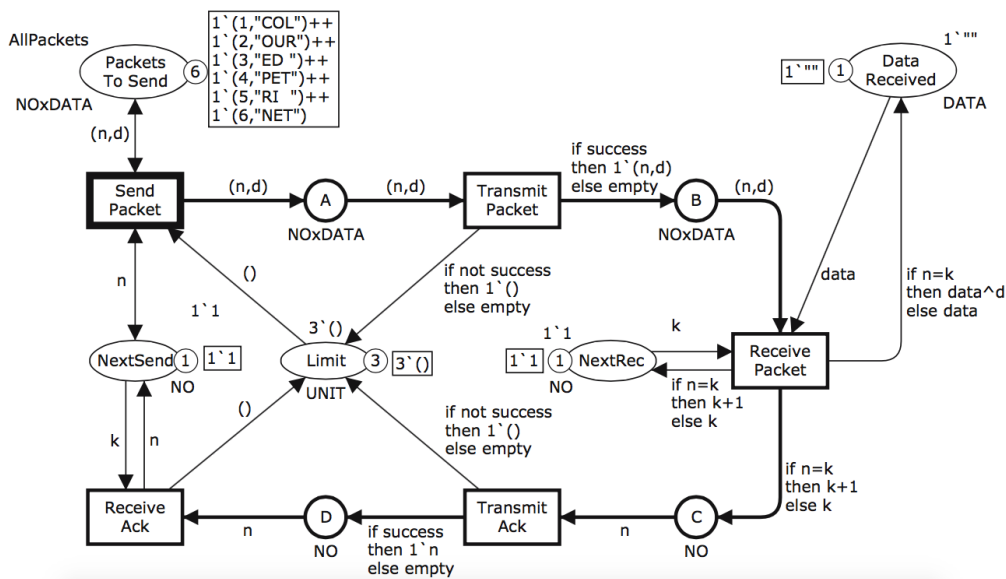 AllPackets
Packets
To Send
6
1`(1,"COL")++
1`(2,"OUR")++
1`(3,"ED ")++
1`(4,"PET")++
1`(5,"RI  ")++
1`(6,"NET")
NOxDATA
1`""
1`""
1
Data
Received
DATA
(n,d)
Send
Packet
(n,d)
A
NOxDATA
(n,d)
Transmit
Packet
if success
then 1`(n,d)
else empty
B
NOxDATA
(n,d)
n
()
if not success
then 1`()
else empty
data
if n=k
then data^d
else data
1`1
NextSend
1
1`1
NO
3`()
Limit
3
3`()
UNIT
1`1
1`1
1
NextRec
NO
k
if n=k
then k+1
else k
Receive
Packet
k
n
()
if not success
then 1`()
else empty
if n=k
then k+1
else k
Receive
Ack
n
D
NO
if success
then 1`n
else empty
Transmit
Ack
n
C
NO